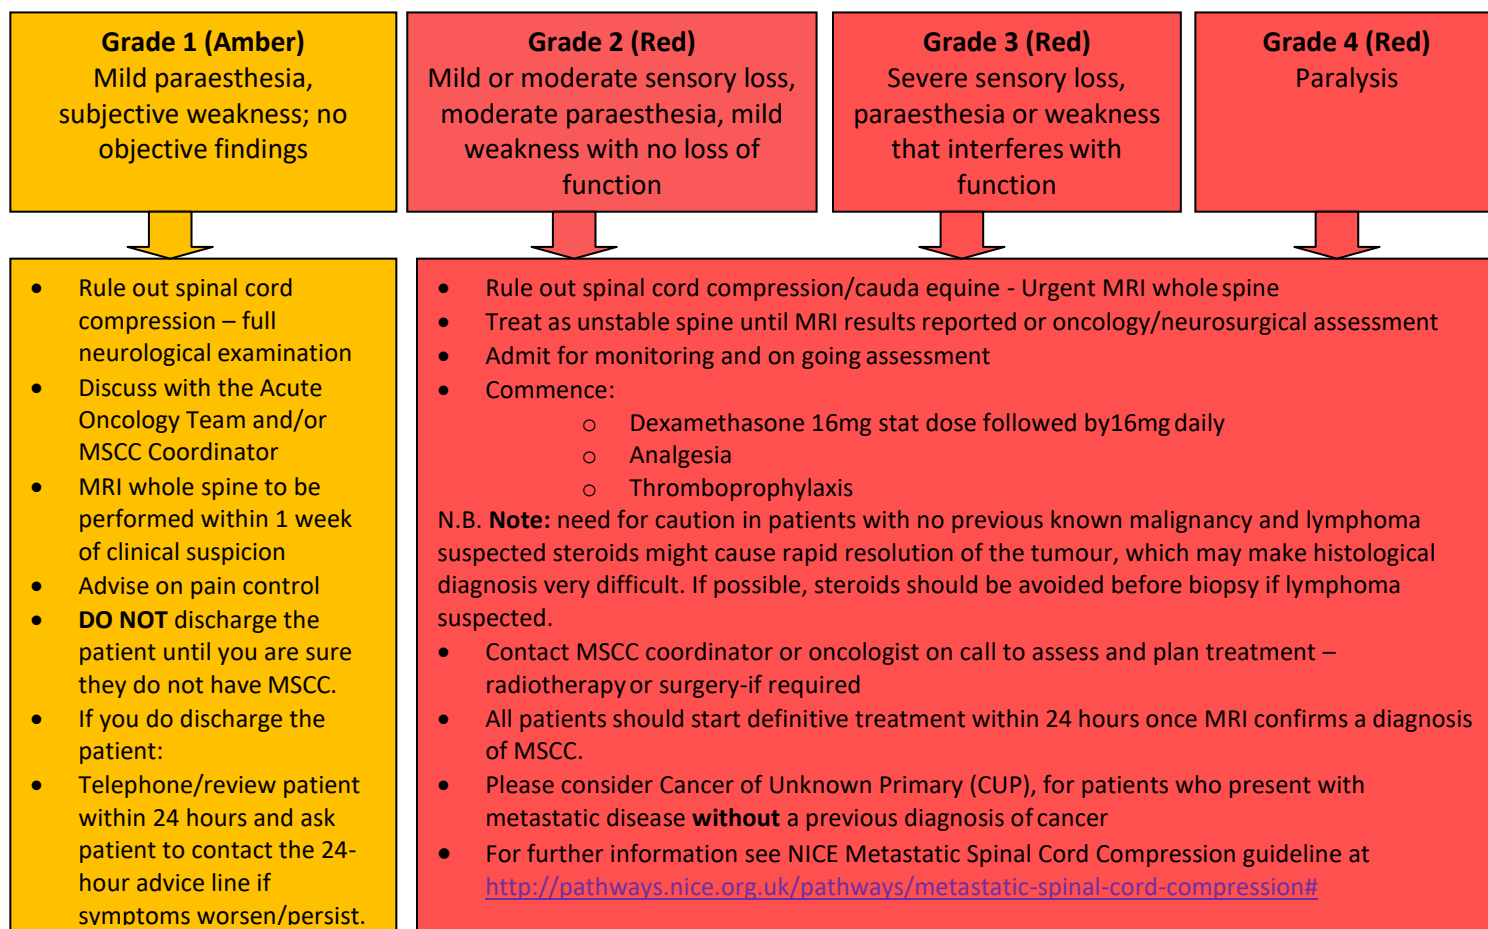 Grade 1 (Amber)
Mild paraesthesia,
subjective weakness; no
objective findings
Grade 2 (Red)
Mild or moderate sensory loss,
moderate paraesthesia, mild
weakness with no loss of
function
Grade 3 (Red)
Severe sensory loss,
paraesthesia or weakness
that interferes with
function
Grade 4 (Red)
Paralysis
• Rule out spinal cord
compression – full
neurological examination
• Discuss with the Acute
Oncology Team and/or
MSCC Coordinator
• MRI whole spine to be
performed within 1 week
of clinical suspicion
• Advise on pain control
• DO NOT discharge the
patient until you are sure
they do not have MSCC.
• If you do discharge the
patient:
• Telephone/review patient
within 24 hours and ask
patient to contact the 24-
hour advice line if
symptoms worsen/persist.
• Rule out spinal cord compression/cauda equine - Urgent MRI whole spine
• Treat as unstable spine until MRI results reported or oncology/neurosurgical assessment
• Admit for monitoring and on going assessment
• Commence:
o Dexamethasone 16mg stat dose followed by16mg daily
o Analgesia
o Thromboprophylaxis
N.B. Note: need for caution in patients with no previous known malignancy and lymphoma
suspected steroids might cause rapid resolution of the tumour, which may make histological
diagnosis very difficult. If possible, steroids should be avoided before biopsy if lymphoma
suspected.
• Contact MSCC coordinator or oncologist on call to assess and plan treatment –
radiotherapy or surgery-if required
• All patients should start definitive treatment within 24 hours once MRI confirms a diagnosis
of MSCC.
• Please consider Cancer of Unknown Primary (CUP), for patients who present with
metastatic disease without a previous diagnosis of cancer
• For further information see NICE Metastatic Spinal Cord Compression guideline at
http://pathways.nice.org.uk/pathways/metastatic-spinal-cord-compression#